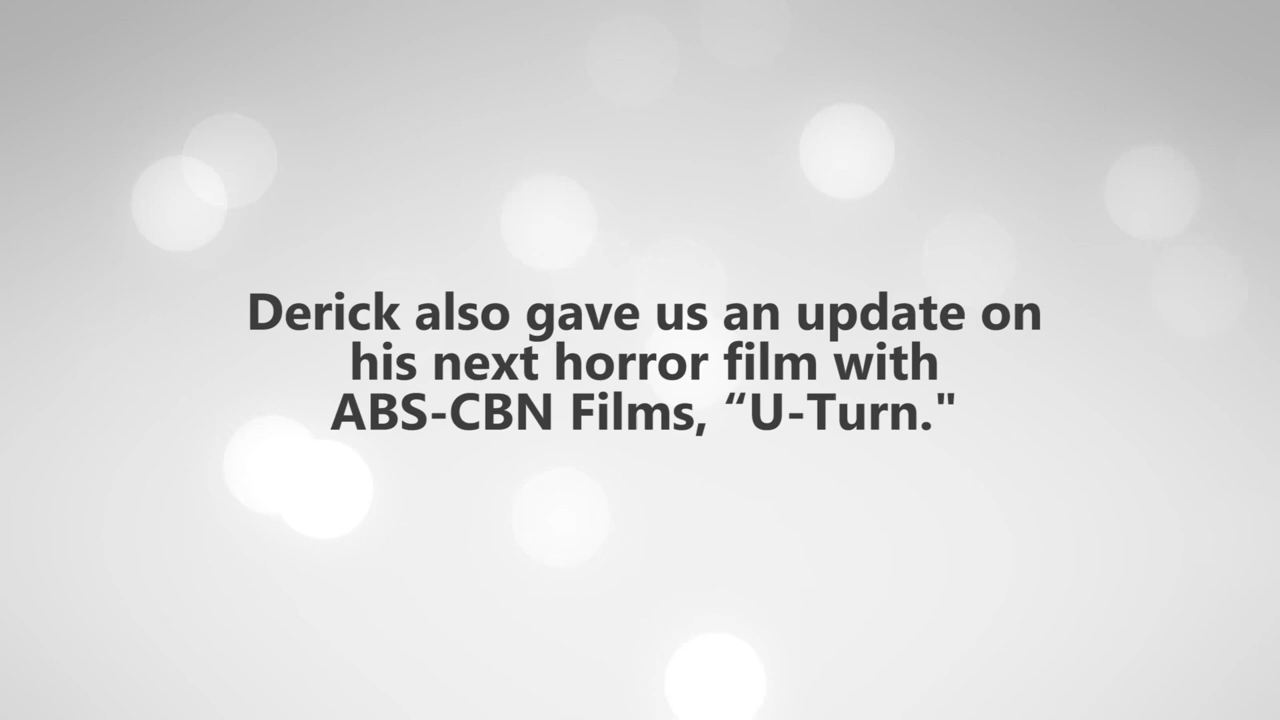 Derick also gave us an update on
his next horror film with
ABS-CBN Films, “U-Turn."